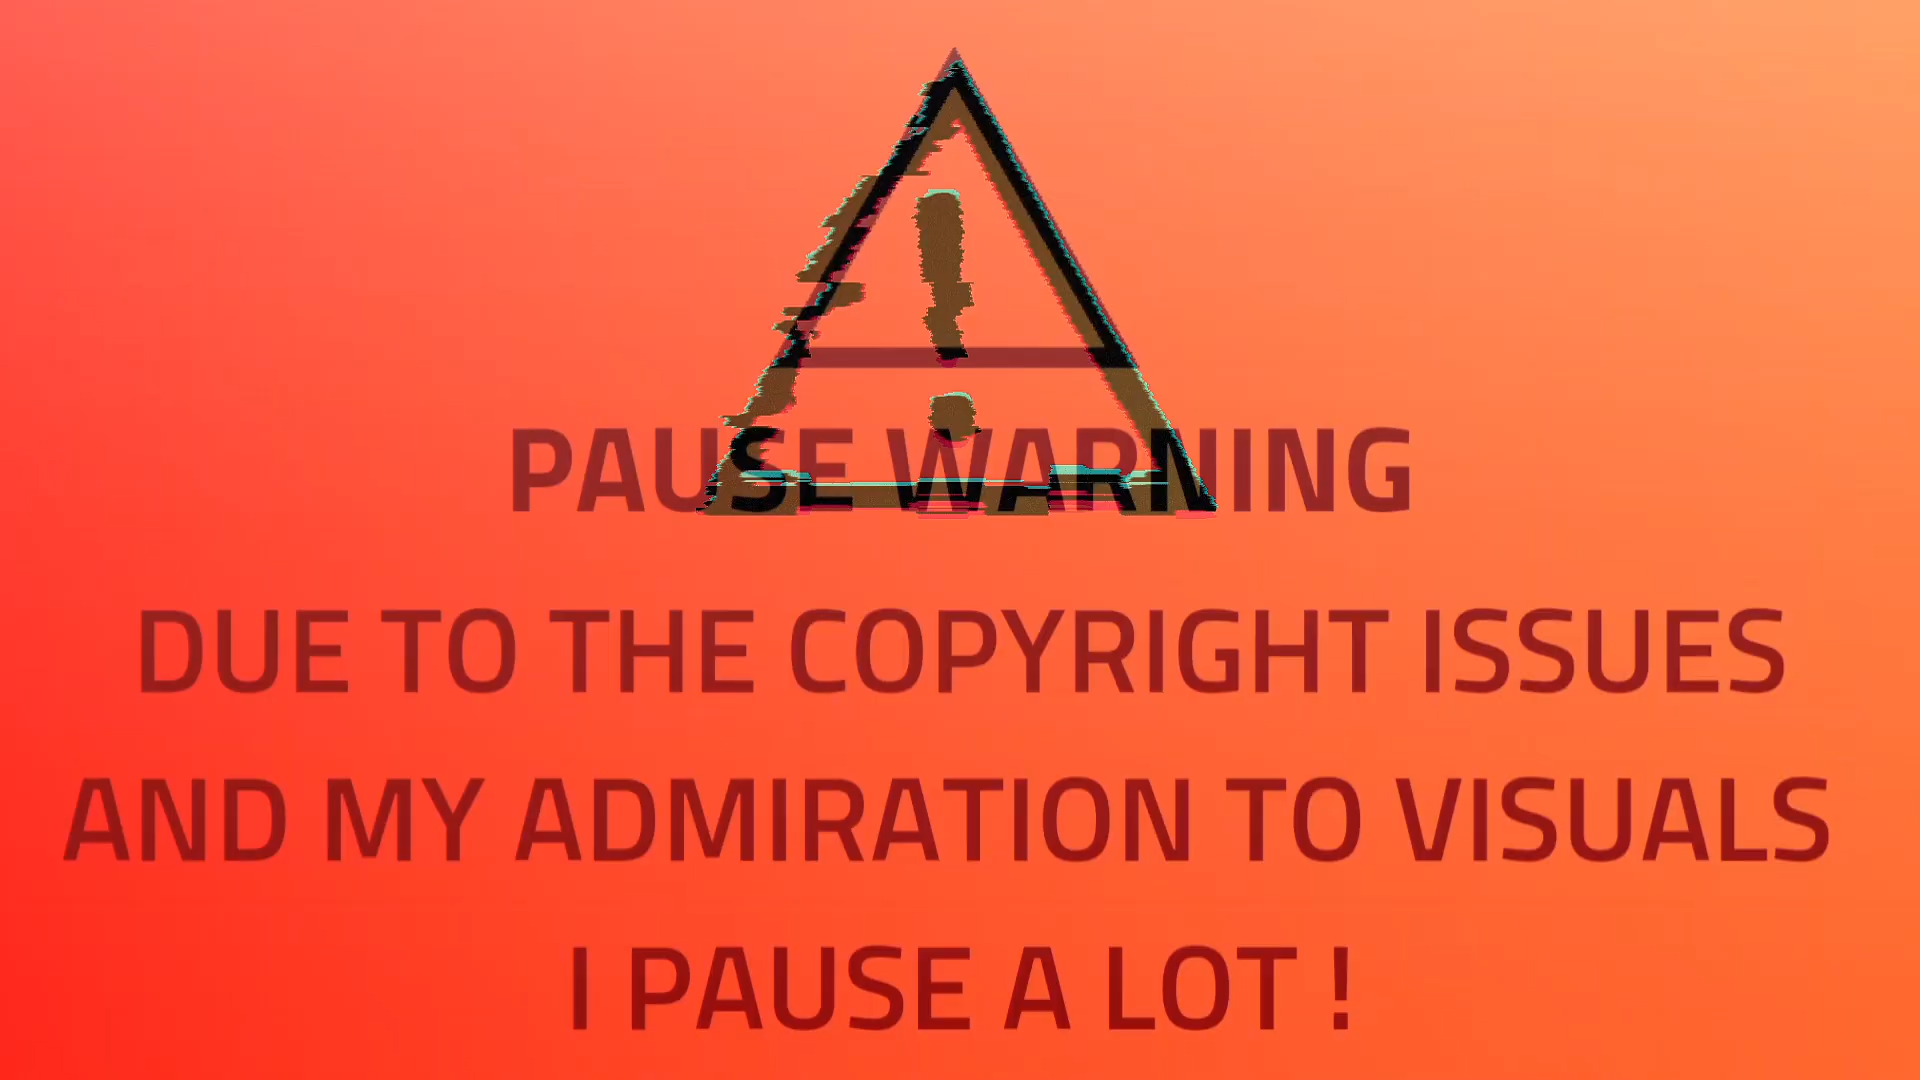 PAUSE WARNING
DUE TO THE COPYRIGHT ISSUES
AND MY ADMIRATION TO VISUALS
I PAUSE A LOT !